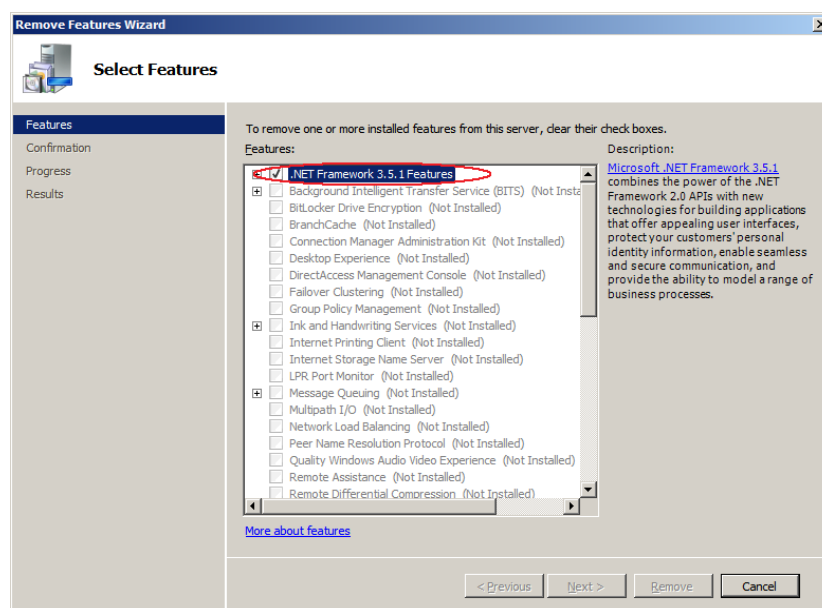 Remove Features Wizard
Select Features
Features
Confirmation
Progress
Results
To remove one or more installed features from this server, clear their check boxes.
Features:
.NET Framework 3.5.1 Features
Background Intelligent Transfer Service (BITS) (Not Insta
BitLocker Drive Encryption (Not Installed)
BranchCache (Not Installed)
Connection Manager Administration Kit (Not Installed)
Desktop Experience (Not Installed)
DirectAccess Management Console (Not Installed)
Failover Clustering (Not Installed)
Group Policy Management (Not Installed)
Ink and Handwriting Services (Not Installed)
Internet Printing Client (Not Installed)
Internet Storage Name Server (Not Installed)
LPR Port Monitor (Not Installed)
Message Queuing (Not Installed)
Multipath I/O (Not Installed)
Network Load Balancing (Not Installed)
Peer Name Resolution Protocol (Not Installed)
Quality Windows Audio Video Experience (Not Installed)
Remote Assistance (Not Installed)
Remote Differential Compression (Not Installed)
More about features
Description:
Microsoft .NET Framework 3.5.1
combines the power of the .NET
Framework 2.0 APIs with new
technologies for building applications
that offer appealing user interfaces,
protect your customers' personal
identity information, enable seamless
and secure communication, and
provide the ability to model a range of
business processes.
< Previous Next > Remove Cancel